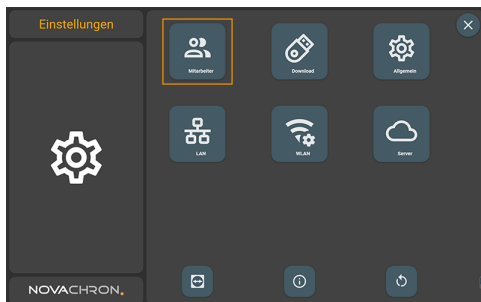 Einstellungen
Mitarbeiter
Download
Allgemein
LAN
WLAN
Server
NOVACHRON.